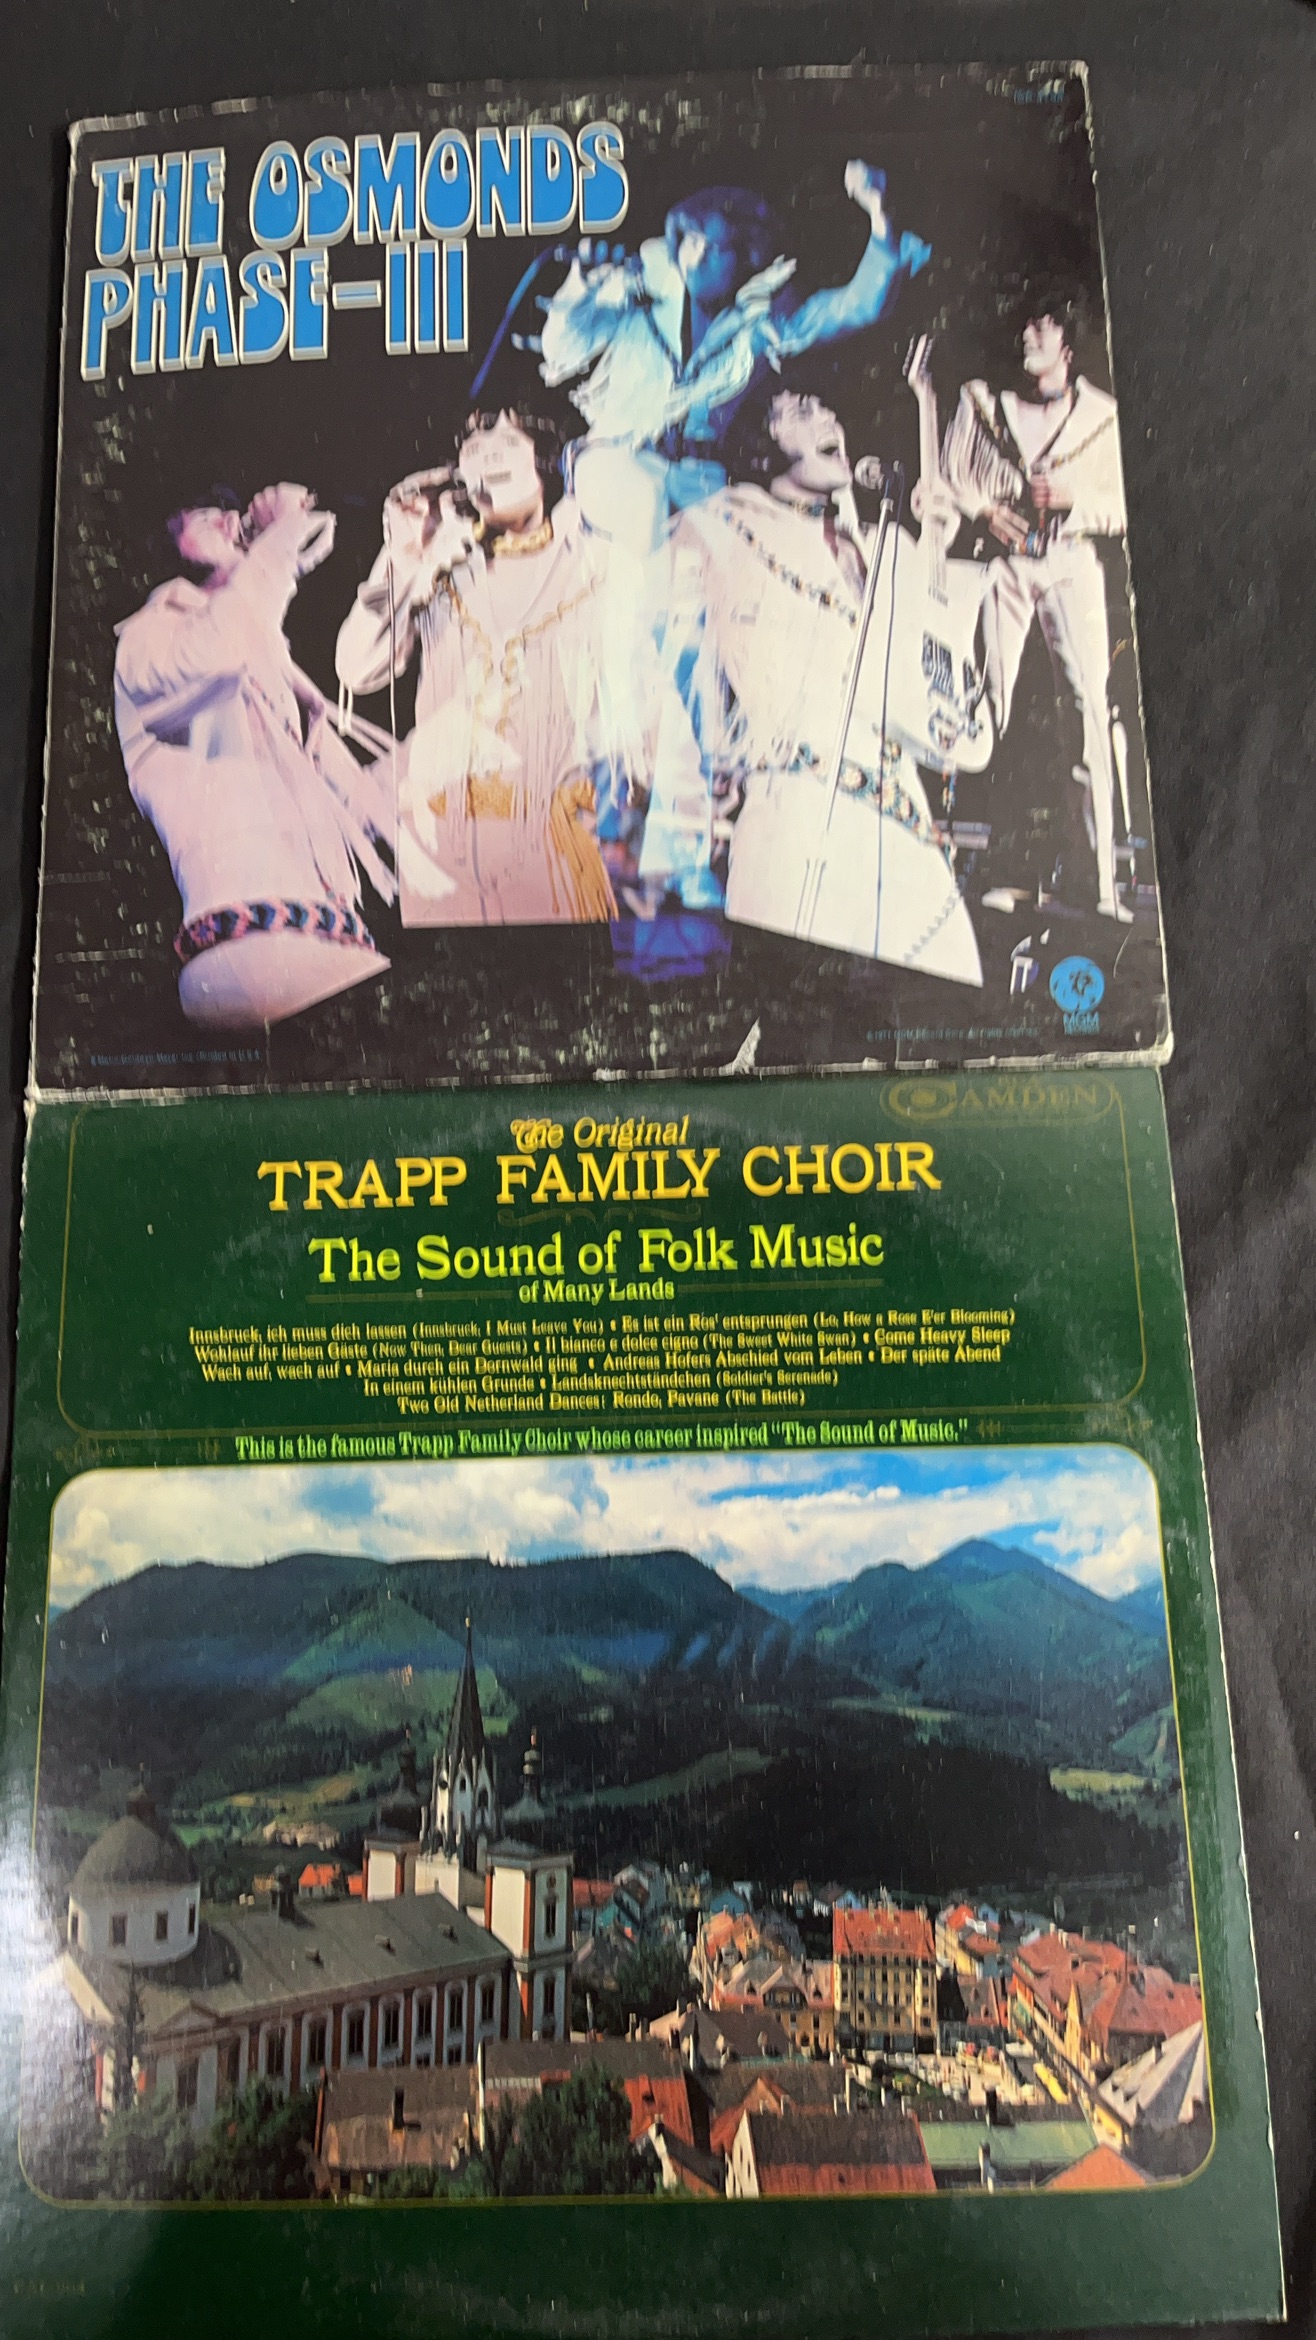 THE OSMONDS
PHASE-III
MGM
RECORDS
CAMDEN
The Original
TRAPP FAMILY CHOIR
The Sound of Folk Music
of Many Lands
Innsbruck, ich muss dich lassen (Innsbruck, I Must Leave You) • Es ist ein Ros' entsprungen (Lo, How a Rose E'er Blooming)
Wohlauf ihr lieben Gäste (Now Then, Dear Guests) • Il bianco e dolce cigno (The Sweet White Swan) • Come Heavy Sleep
Wach auf, wach auf • Maria durch ein Dornwald ging • Andreas Hofers Abschied vom Leben • Der späte Abend
In einem kühlen Grunde • Landsknechtständchen (Soldier's Serenade)
Two Old Netherland Dances: Rondo, Pavane (The Battle)
This is the famous Trapp Family Choir whose career inspired "The Sound of Music."